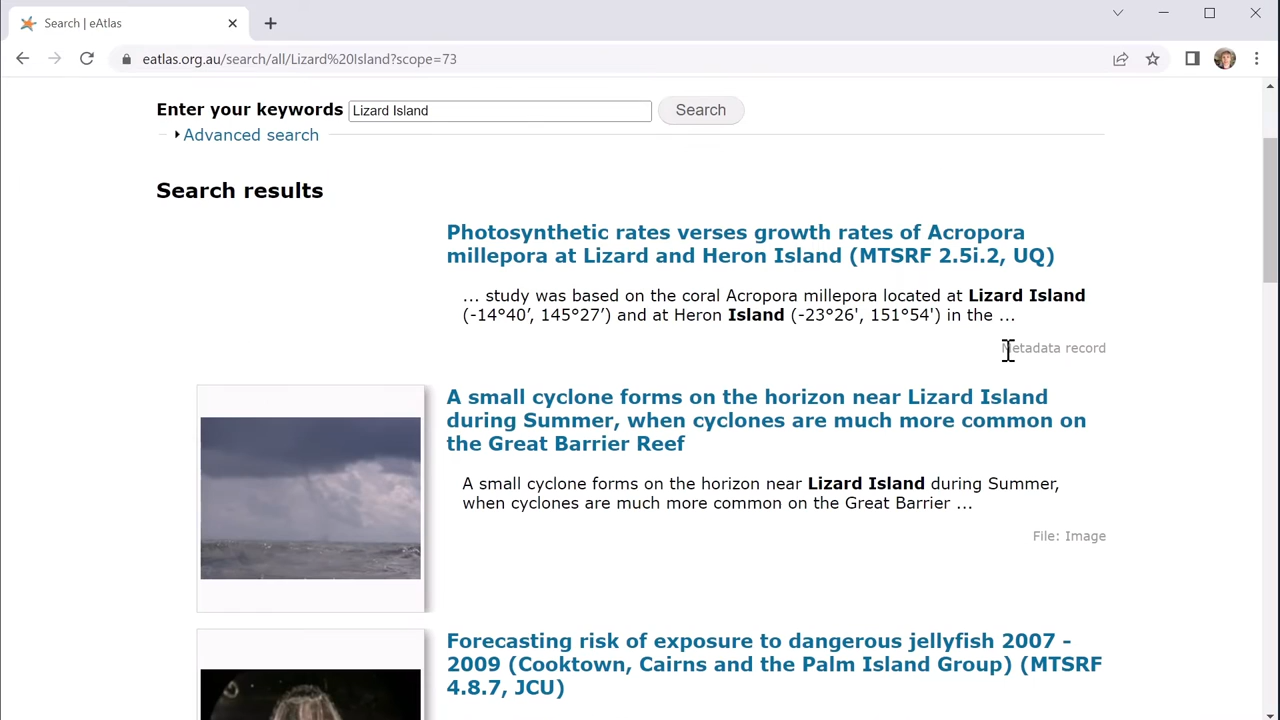 Search | eAtlas
eatlas.org.au/search/all/Lizard%20Island?scope=73
Enter your keywords Lizard Island Search
Advanced search
Search results
Photosynthetic rates verses growth rates of Acropora
millepora at Lizard and Heron Island (MTSRF 2.5i.2, UQ)
... study was based on the coral Acropora millepora located at Lizard Island
(-14°40’, 145°27’) and at Heron Island (-23°26', 151°54') in the ...
Metadata record
A small cyclone forms on the horizon near Lizard Island
during Summer, when cyclones are much more common on
the Great Barrier Reef
A small cyclone forms on the horizon near Lizard Island during Summer,
when cyclones are much more common on the Great Barrier ...
File: Image
Forecasting risk of exposure to dangerous jellyfish 2007 -
2009 (Cooktown, Cairns and the Palm Island Group) (MTSRF
4.8.7, JCU)